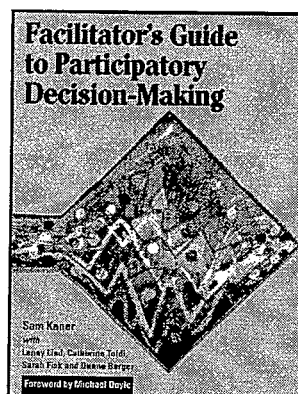 Facilitator's Guide
to Participatory
Decision-Making
Sam Kaner
with
Lenny Lind, Catherine Toldi,
Sarah Fisk and Duane Berger
Foreword by Michael Doyle